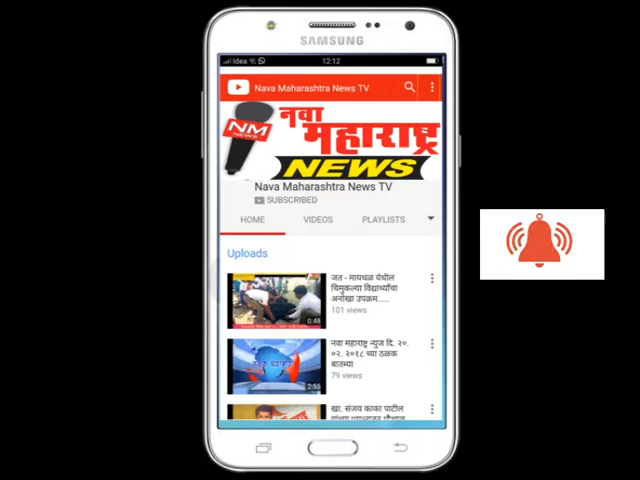 SAMSUNG
Idea
12:12
Nava Maharashtra News TV
NM
NEWS
नवा
महाराष्ट्र
NEWS
Nava Maharashtra News TV
SUBSCRIBED
HOME VIDEOS PLAYLISTS
Uploads
जत - मायथळ येथील
चिमुकल्या विद्यार्थ्यांचा
अनोखा उपक्रम.....
101 views
0:48
नवा महाराष्ट्र न्युज दि. २०.
०२. २०१८ च्या ठळक
बातम्या
79 views
2:55
खा. संजय काका पाटील